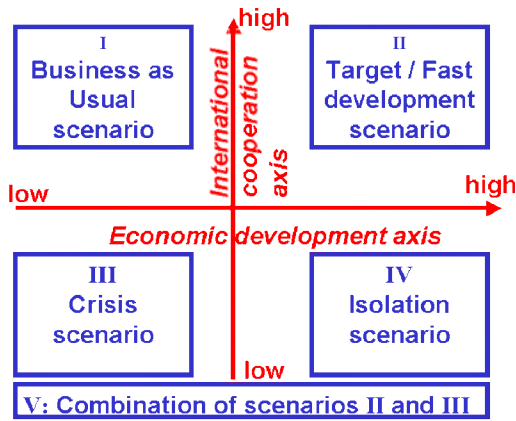 high
I
Business as
Usual
scenario
International
cooperation
axis
II
Target / Fast
development
scenario
low
high
Economic development axis
III
Crisis
scenario
IV
Isolation
scenario
low
V: Combination of scenarios II and III